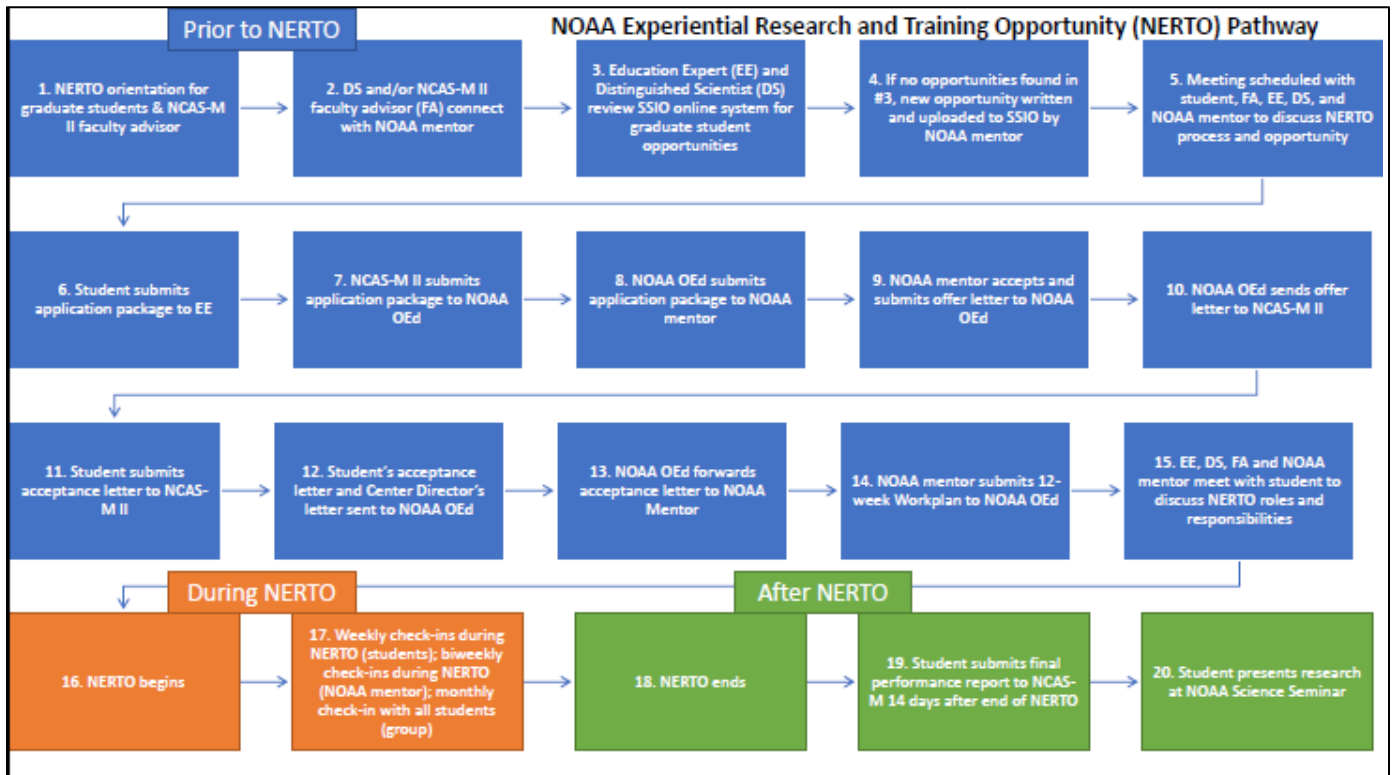 Prior to NERTO
NOAA Experiential Research and Training Opportunity (NERTO) Pathway
1. NERTO orientation for
graduate students & NCAS-M
II faculty advisor
2. DS and/or NCAS-M II
faculty advisor (FA) connect
with NOAA mentor
3. Education Expert (EE) and
Distinguished Scientist (DS)
review SSIO online system for
graduate student
opportunities
4. If no opportunities found in
#3, new opportunity written
and uploaded to SSIO by
NOAA mentor
5. Meeting scheduled with
student, FA, EE, DS, and
NOAA mentor to discuss NERTO
process and opportunity
6. Student submits
application package to EE
7. NCAS-M II submits
application package to NOAA
OEd
8. NOAA OEd submits
application package to NOAA
mentor
9. NOAA mentor accepts and
submits offer letter to NOAA
OEd
10. NOAA OEd sends offer
letter to NCAS-M II
11. Student submits
acceptance letter to NCAS-
M II
12. Student's acceptance
letter and Center Director's
letter sent to NOAA OEd
13. NOAA OEd forwards
acceptance letter to NOAA
Mentor
14. NOAA mentor submits 12-
week Workplan to NOAA OEd
15. EE, DS, FA and NOAA
mentor meet with student to
discuss NERTO roles and
responsibilities
During NERTO
16. NERTO begins
17. Weekly check-ins during
NERTO (students); biweekly
check-ins during NERTO
(NOAA mentor); monthly
check-in with all students
(group)
After NERTO
18. NERTO ends
19. Student submits final
performance report to NCAS-
M 14 days after end of NERTO
20. Student presents research
at NOAA Science Seminar